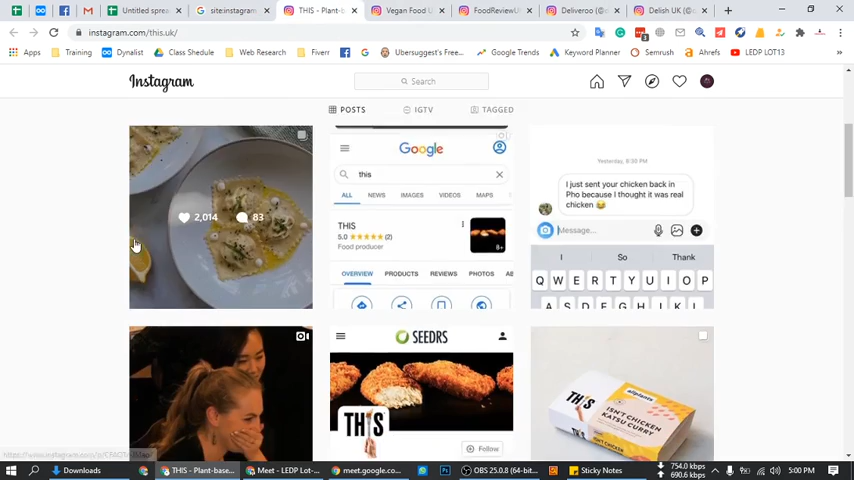 Untitled sprea
site:instagram
THIS - Plant-b
Vegan Food U
FoodReviewU
Deliveroo (@d
Delish UK (@d
instagram.com/this.uk/
Apps
Training
Dynalist
Class Shedule
Web Research
Fiverr
Ubersuggest's Free...
Google Trends
Keyword Planner
Semrush
Ahrefs
LEDP LOT13
Instagram
Search
POSTS
IGTV
TAGGED
2,014
83
Google
this
ALL
NEWS
IMAGES
VIDEOS
MAPS
THIS
5.0 ★★★★★ (2)
Food producer
8+
OVERVIEW
PRODUCTS
REVIEWS
PHOTOS
Yesterday, 8:30 PM
I just sent your chicken back in
Pho because I thought it was real
chicken 😂
Message...
I
So
Thank
Q W E R T Y U I O P
A S D F G H J K L
SEEDRS
THIS
Follow
allplants
THIS
ISN'T CHICKEN
KATSU CURRY
Downloads
THIS - Plant-base...
Meet - LEDP Lot-...
meet.google.co...
OBS 25.0.8 (64-bit...
Sticky Notes
754.0 kbps
690.6 kbps
5:00 PM